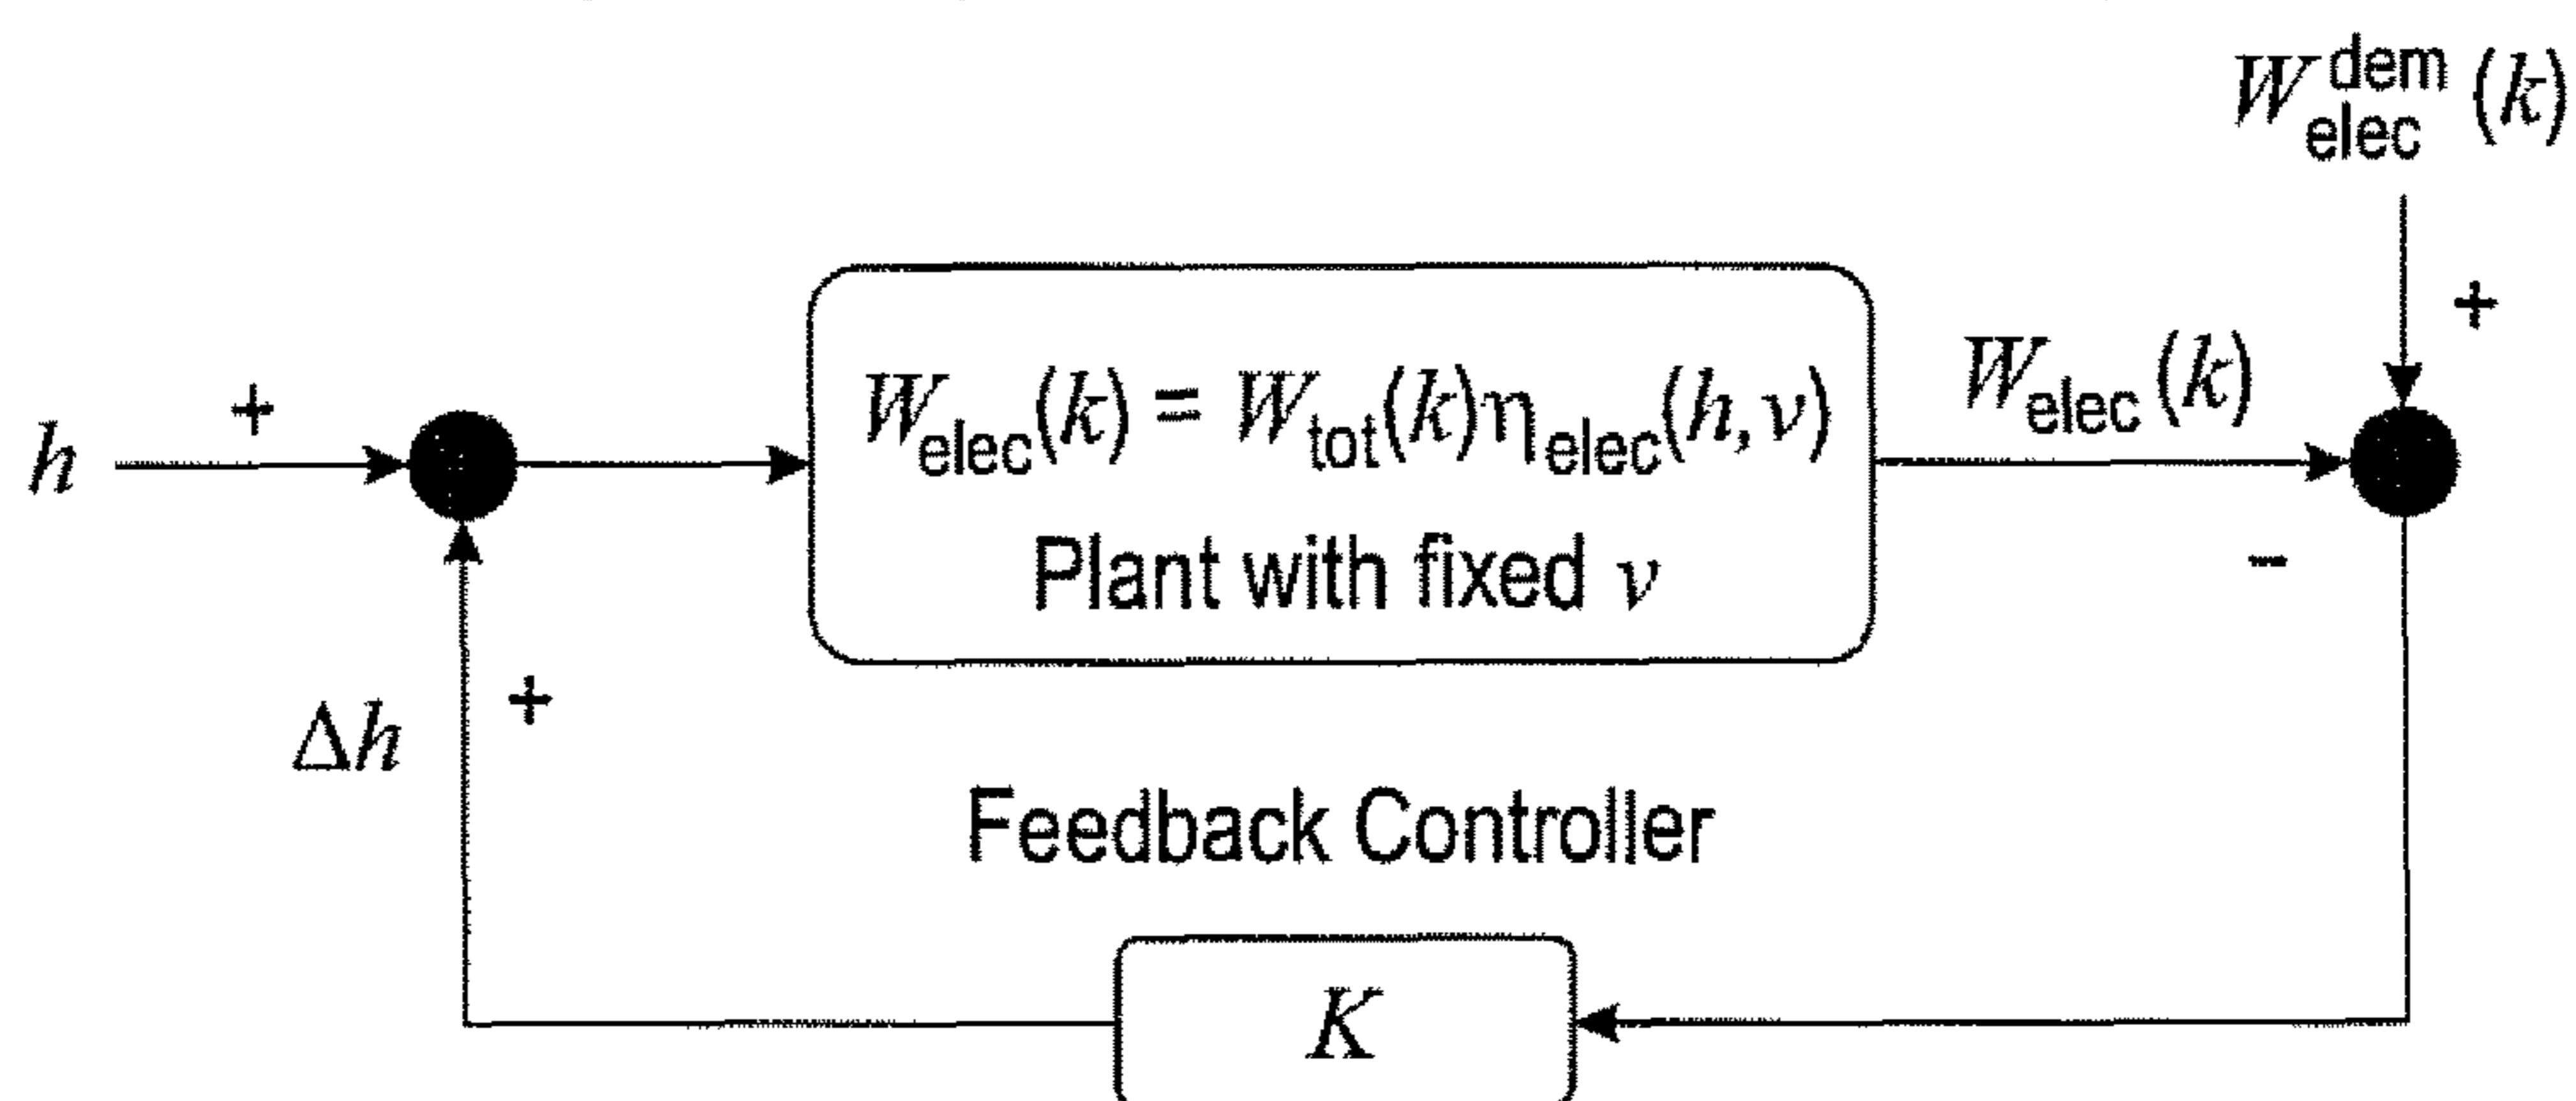 W_elec^dem (k)
+
W_elec(k) = W_tot(k)η_elec(h, ν)
W_elec (k)
+
h
Plant with fixed ν
−
Δh
+
Feedback Controller
K